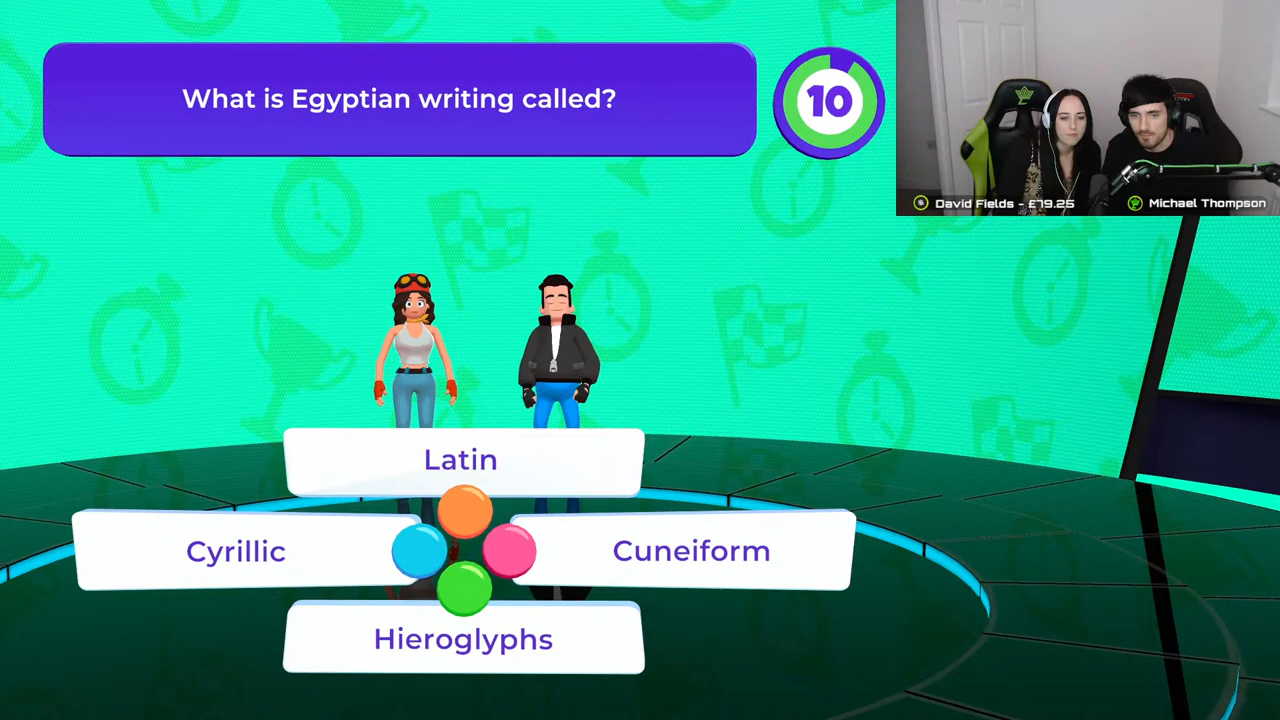 What is Egyptian writing called?
10
David Fields - £79.25
Michael Thompson
Latin
Cyrillic
Cuneiform
Hieroglyphs